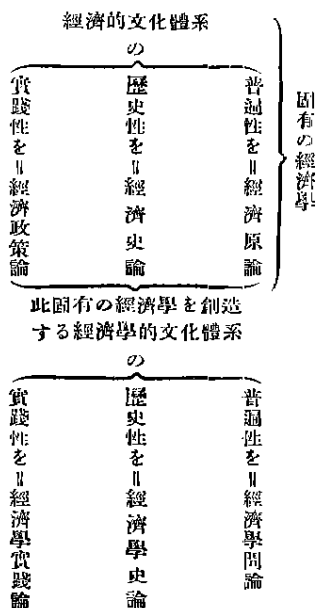 固有の經濟學
經濟的文化體系
の
普遍性を＝經濟原論
歷史性を＝經濟史論
實踐性を＝經濟政策論
此固有の經濟學を創造
する經濟學的文化體系
の
普遍性を＝經濟學問論
歷史性を＝經濟學史論
實踐性を＝經濟學實踐論